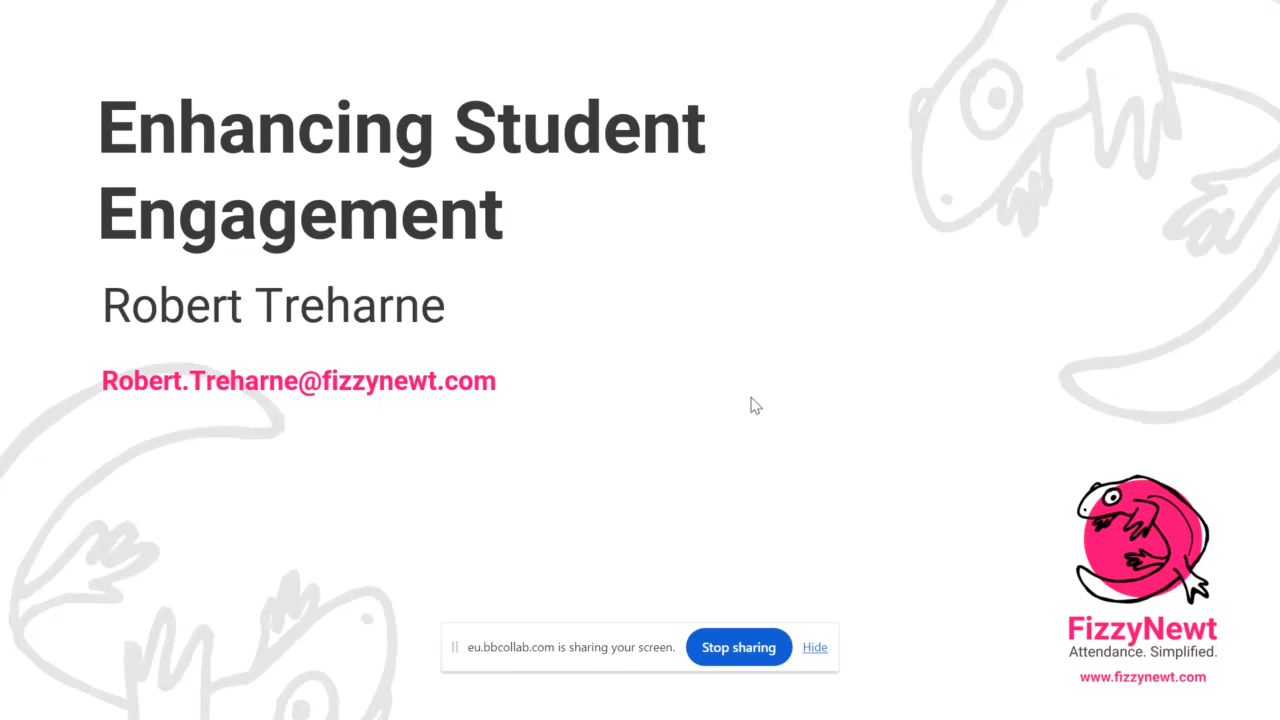 Enhancing Student
Engagement
Robert Treharne
Robert.Treharne@fizzynewt.com
eu.bbcollab.com is sharing your screen.
Stop sharing
Hide
FizzyNewt
Attendance. Simplified.
www.fizzynewt.com